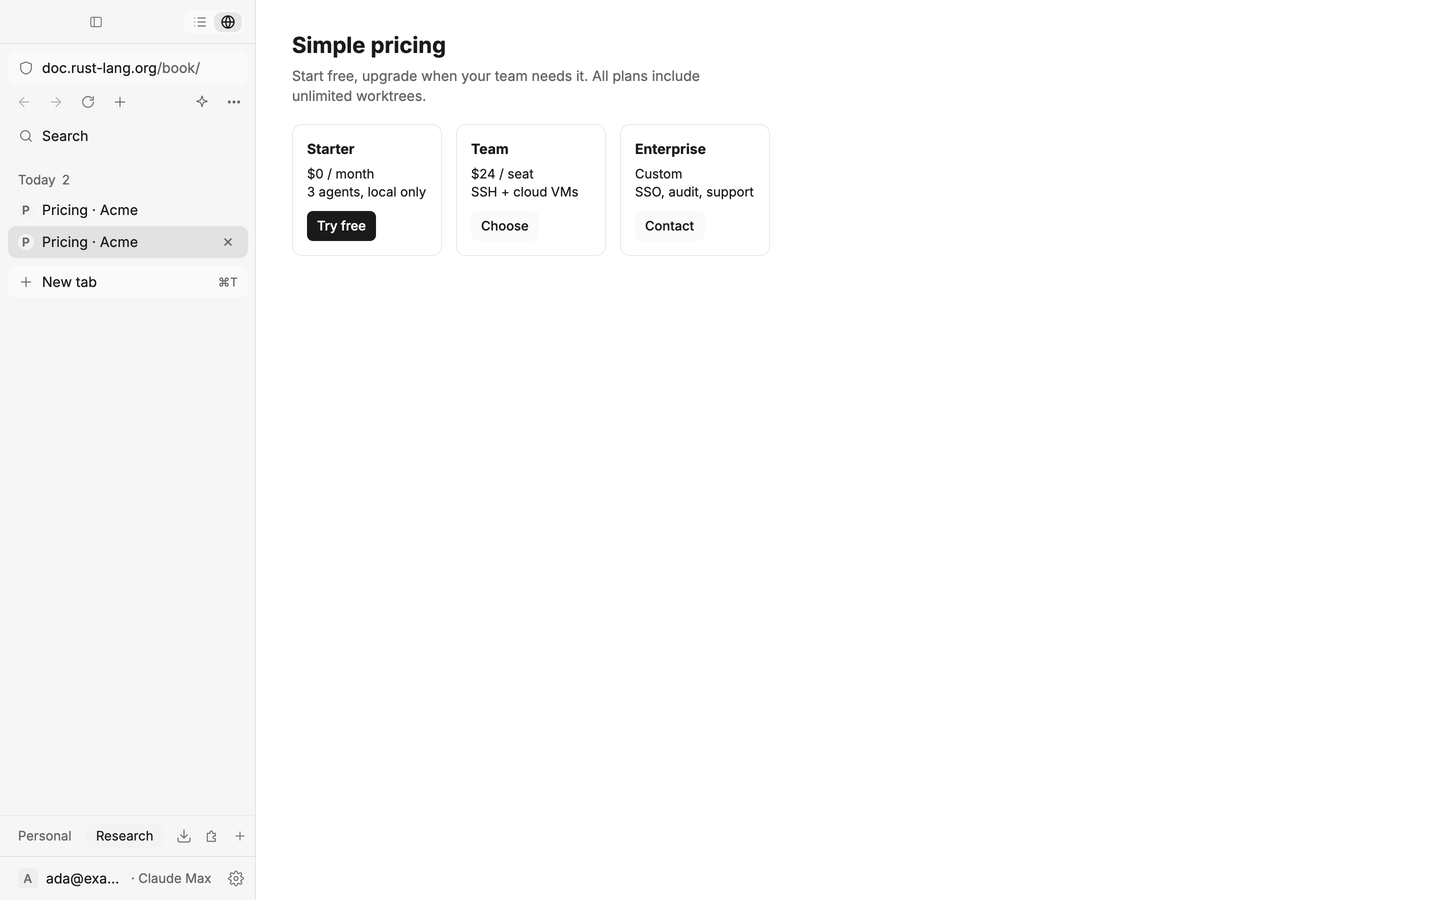 doc.rust-lang.org/book/
Search
Today 2
P Pricing · Acme
P Pricing · Acme
New tab ⌘T
Personal Research
A ada@exa... · Claude Max
Simple pricing
Start free, upgrade when your team needs it. All plans include
unlimited worktrees.
Starter
$0 / month
3 agents, local only
Try free
Team
$24 / seat
SSH + cloud VMs
Choose
Enterprise
Custom
SSO, audit, support
Contact